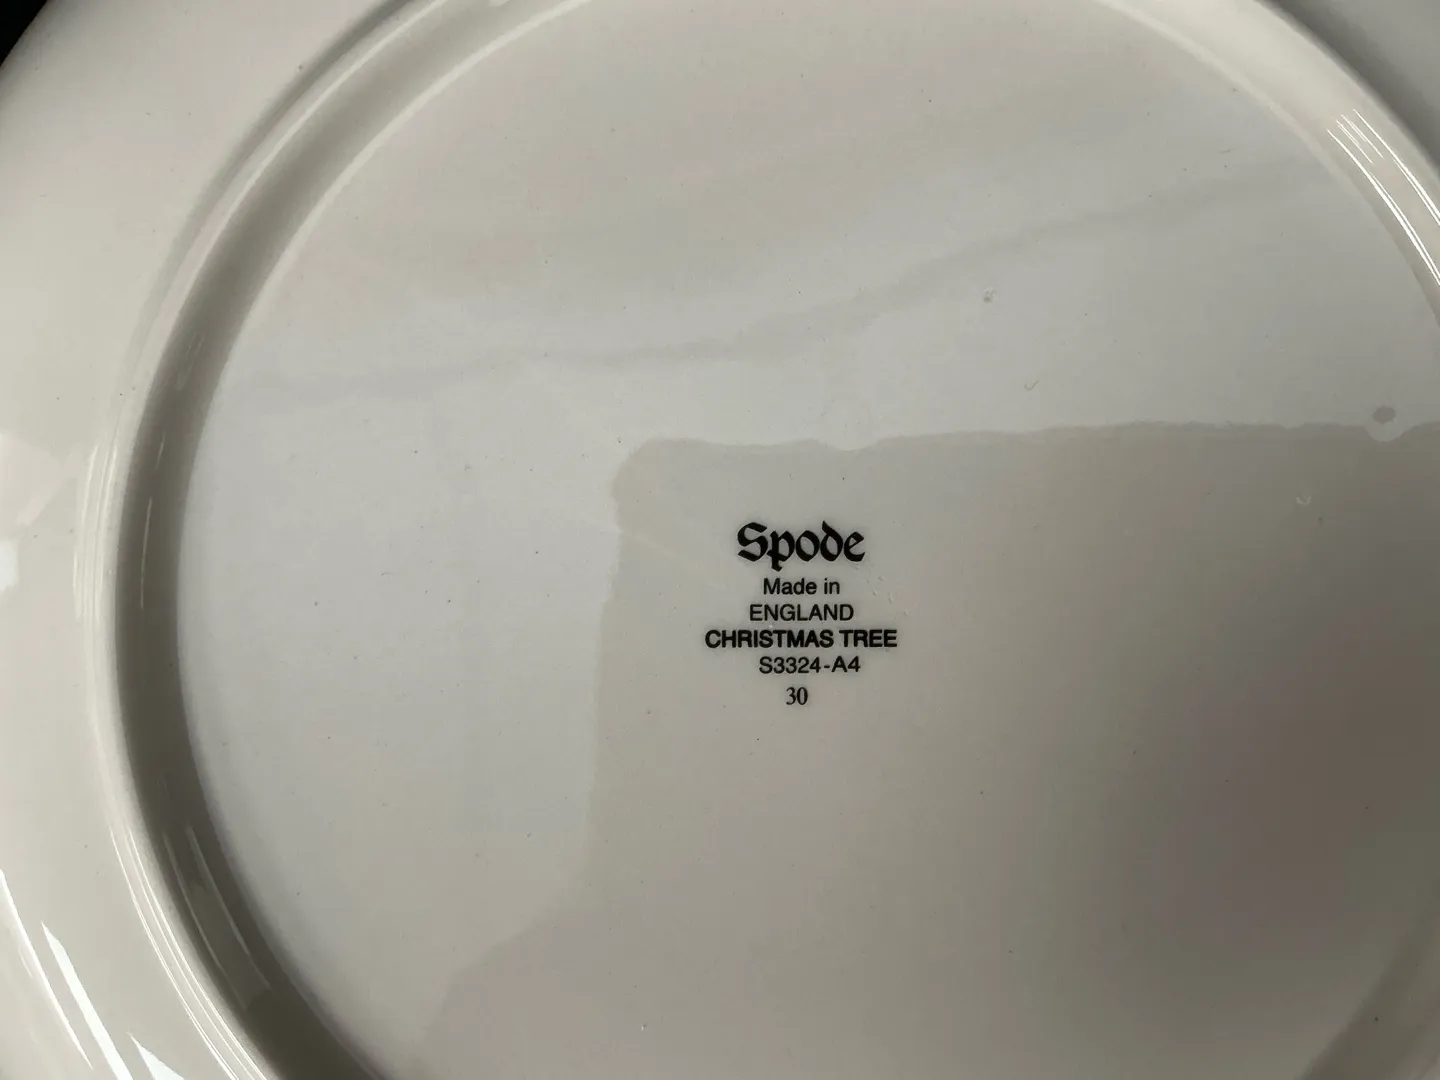 Spode
Made in
ENGLAND
CHRISTMAS TREE
S3324-A4
30